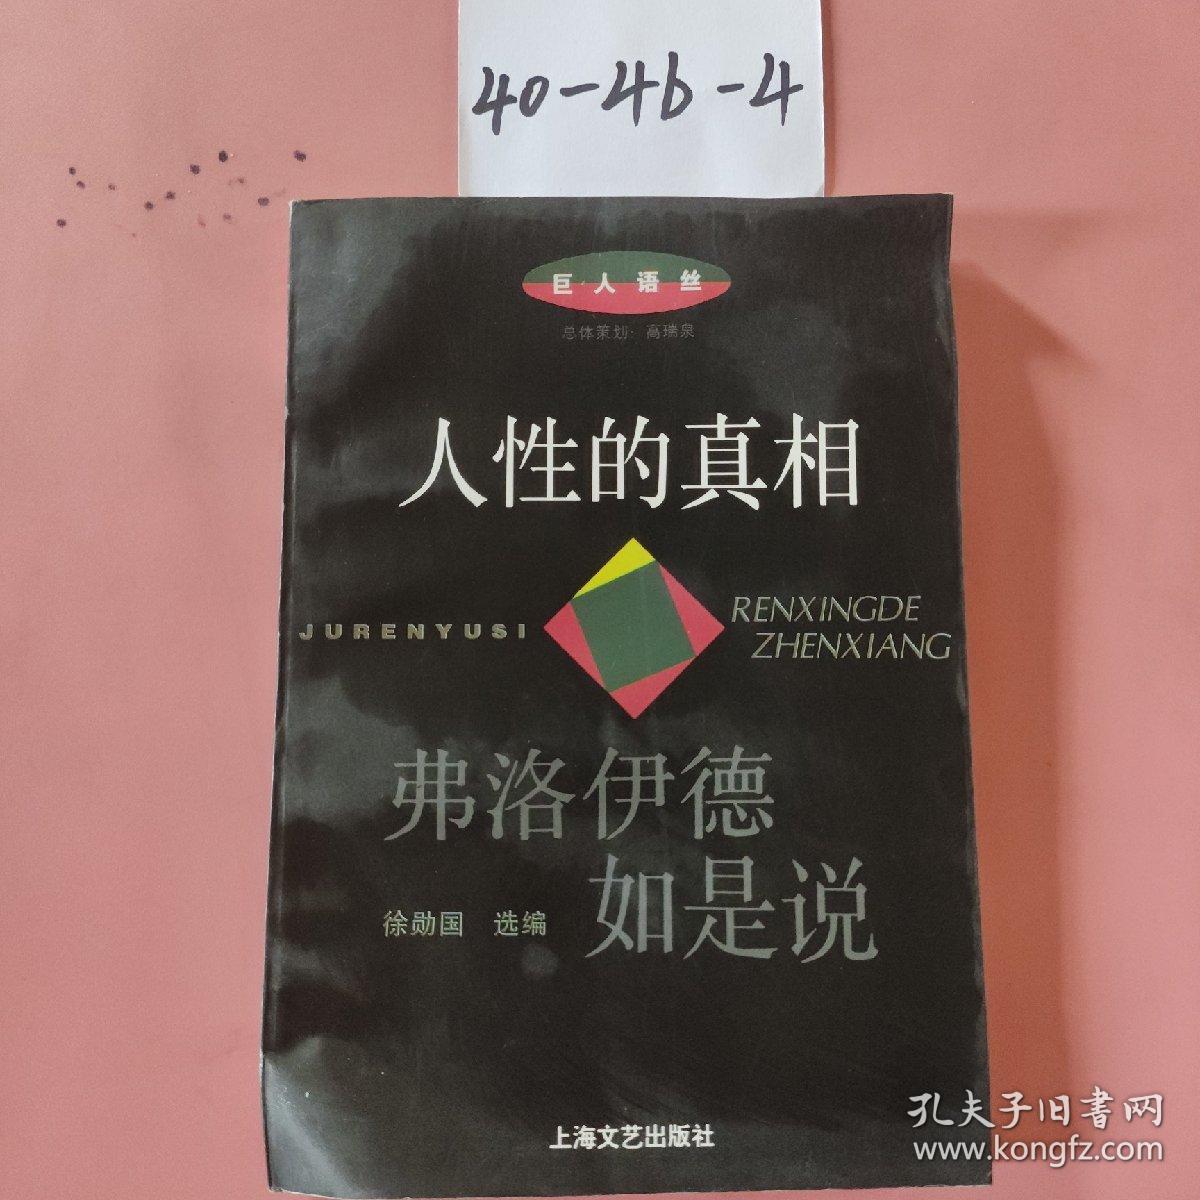 40-4b-4
巨人语丝
总体策划·高瑞泉
人性的真相
JURENYUSI
RENXINGDE
ZHENXIANG
弗洛伊德
如是说
徐勋国 选编
上海文艺出版社
孔夫子旧书网
www.kongfz.com